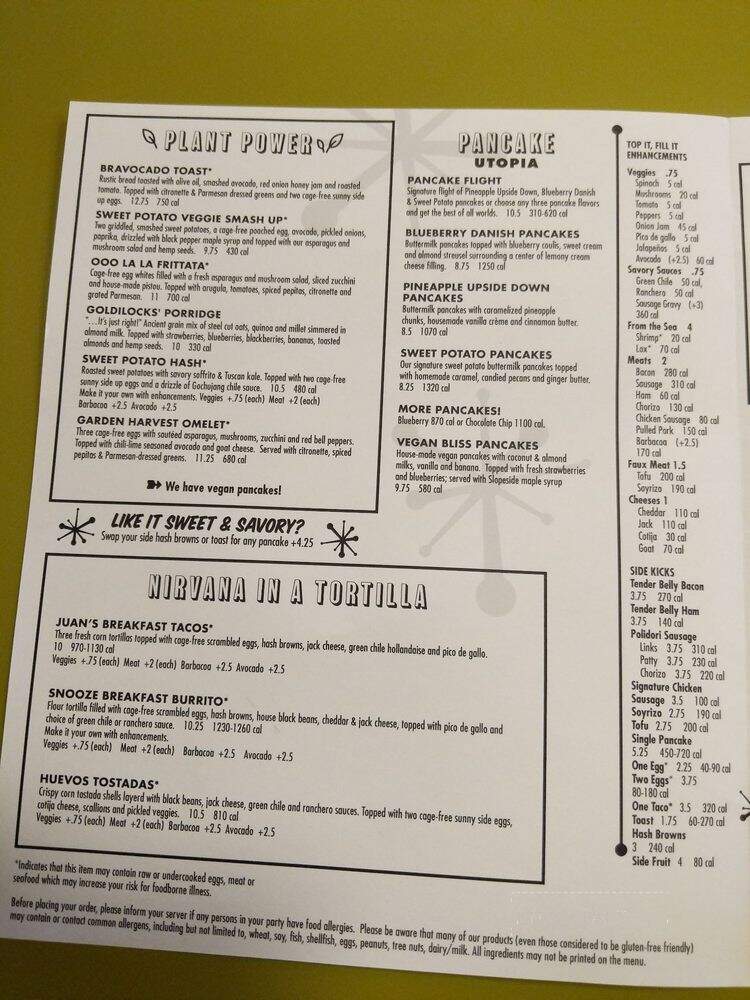 PLANT POWER
BRAVOCADO TOAST*
Rustic bread toasted with olive oil, smashed avocado, red onion honey jam and roasted
tomato. Topped with citronette & Parmesan dressed greens and two cage-free sunny side
up eggs. 12.75 750 cal
SWEET POTATO VEGGIE SMASH UP*
Two griddled, smashed sweet potatoes, a cage-free poached egg, avocado, pickled onions,
paprika, drizzled with black pepper maple syrup and topped with our asparagus and
mushroom salad and hemp seeds. 9.75 430 cal
OOO LA LA FRITTATA*
Cage-free egg whites filled with a fresh asparagus and mushroom salad, sliced zucchini
and house-made pistou. Topped with arugula, tomatoes, spiced pepitas, citronette and
grated Parmesan. 11 700 cal
GOLDILOCKS' PORRIDGE
"...It's just right!" Ancient grain mix of steel cut oats, quinoa and millet simmered in
almond milk. Topped with strawberries, blueberries, blackberries, bananas, toasted
almonds and hemp seeds. 10 330 cal
SWEET POTATO HASH*
Roasted sweet potatoes with savory soffrito & Tuscan kale. Topped with two cage-free
sunny side up eggs and a drizzle of Gochujang chile sauce. 10.5 480 cal
Make it your own with enhancements. Veggies +.75 (each) Meat +2 (each)
Barbacoa +2.5 Avocado +2.5
GARDEN HARVEST OMELET*
Three cage-free eggs with sautéed asparagus, mushrooms, zucchini and red bell peppers.
Topped with chili-lime seasoned avocado and goat cheese. Served with citronette, spiced
pepitas & Parmesan-dressed greens. 11.25 680 cal
We have vegan pancakes!
LIKE IT SWEET & SAVORY?
Swap your side hash browns or toast for any pancake +4.25
PANCAKE
UTOPIA
PANCAKE FLIGHT
Signature flight of Pineapple Upside Down, Blueberry Danish
& Sweet Potato pancakes or choose any three pancake flavors
and get the best of all worlds. 10.5 310-620 cal
BLUEBERRY DANISH PANCAKES
Buttermilk pancakes topped with blueberry coulis, sweet cream
and almond streusel surrounding a center of lemony cream
cheese filling. 8.75 1250 cal
PINEAPPLE UPSIDE DOWN
PANCAKES
Buttermilk pancakes with caramelized pineapple
chunks, housemade vanilla crème and cinnamon butter.
8.5 1070 cal
SWEET POTATO PANCAKES
Our signature sweet potato buttermilk pancakes topped
with homemade caramel, candied pecans and ginger butter.
8.25 1320 cal
MORE PANCAKES!
Blueberry 870 cal or Chocolate Chip 1100 cal.
VEGAN BLISS PANCAKES
House-made vegan pancakes with coconut & almond
milks, vanilla and banana. Topped with fresh strawberries
and blueberries; served with Slopeside maple syrup
9.75 580 cal
NIRVANA IN A TORTILLA
JUAN'S BREAKFAST TACOS*
Three fresh corn tortillas topped with cage-free scrambled eggs, hash browns, jack cheese, green chile hollandaise and pico de gallo.
10 970-1130 cal
Veggies +.75 (each) Meat +2 (each) Barbacoa +2.5 Avocado +2.5
SNOOZE BREAKFAST BURRITO*
Flour tortilla filled with cage-free scrambled eggs, hash browns, house black beans, cheddar & jack cheese, topped with pico de gallo and
choice of green chile or ranchero sauce. 10.25 1230-1260 cal
Make it your own with enhancements.
Veggies +.75 (each) Meat +2 (each) Barbacoa +2.5 Avocado +2.5
HUEVOS TOSTADAS*
Crispy corn tostada shells layerd with black beans, jack cheese, green chile and ranchero sauces. Topped with two cage-free sunny side eggs,
cotija cheese, scallions and pickled veggies. 10.5 810 cal
Veggies +.75 (each) Meat +2 (each) Barbacoa +2.5 Avocado +2.5
TOP IT, FILL IT
ENHANCEMENTS
Veggies .75
Spinach 5 cal
Mushrooms 20 cal
Tomato 5 cal
Peppers 5 cal
Onion Jam 45 cal
Pico de gallo 5 cal
Jalapeños 5 cal
Avocado (+2.5) 60 cal
Savory Sauces .75
Green Chile 50 cal,
Ranchero 50 cal
Sausage Gravy (+3)
360 cal
From the Sea 4
Shrimp* 20 cal
Lox* 70 cal
Meats 2
Bacon 280 cal
Sausage 310 cal
Ham 60 cal
Chorizo 130 cal
Chicken Sausage 80 cal
Pulled Pork 150 cal
Barbacoa (+2.5)
170 cal
Faux Meat 1.5
Tofu 200 cal
Soyrizo 190 cal
Cheeses 1
Cheddar 110 cal
Jack 110 cal
Cotija 30 cal
Goat 70 cal
SIDE KICKS
Tender Belly Bacon
3.75 270 cal
Tender Belly Ham
3.75 140 cal
Polidori Sausage
Links 3.75 310 cal
Patty 3.75 230 cal
Chorizo 3.75 220 cal
Signature Chicken
Sausage 3.5 100 cal
Soyrizo 2.75 190 cal
Tofu 2.75 200 cal
Single Pancake
5.25 450-720 cal
One Egg* 2.25 40-90 cal
Two Eggs* 3.75
80-180 cal
One Taco* 3.5 320 cal
Toast 1.75 60-270 cal
Hash Browns
3 240 cal
Side Fruit 4 80 cal
*Indicates that this item may contain raw or undercooked eggs, meat or
seafood which may increase your risk for foodborne illness.
Before placing your order, please inform your server if any persons in your party have food allergies. Please be aware that many of our products (even those considered to be gluten-free friendly)
may contain or contact common allergens, including but not limited to, wheat, soy, fish, shellfish, eggs, peanuts, tree nuts, dairy/milk. All ingredients may not be printed on the menu.